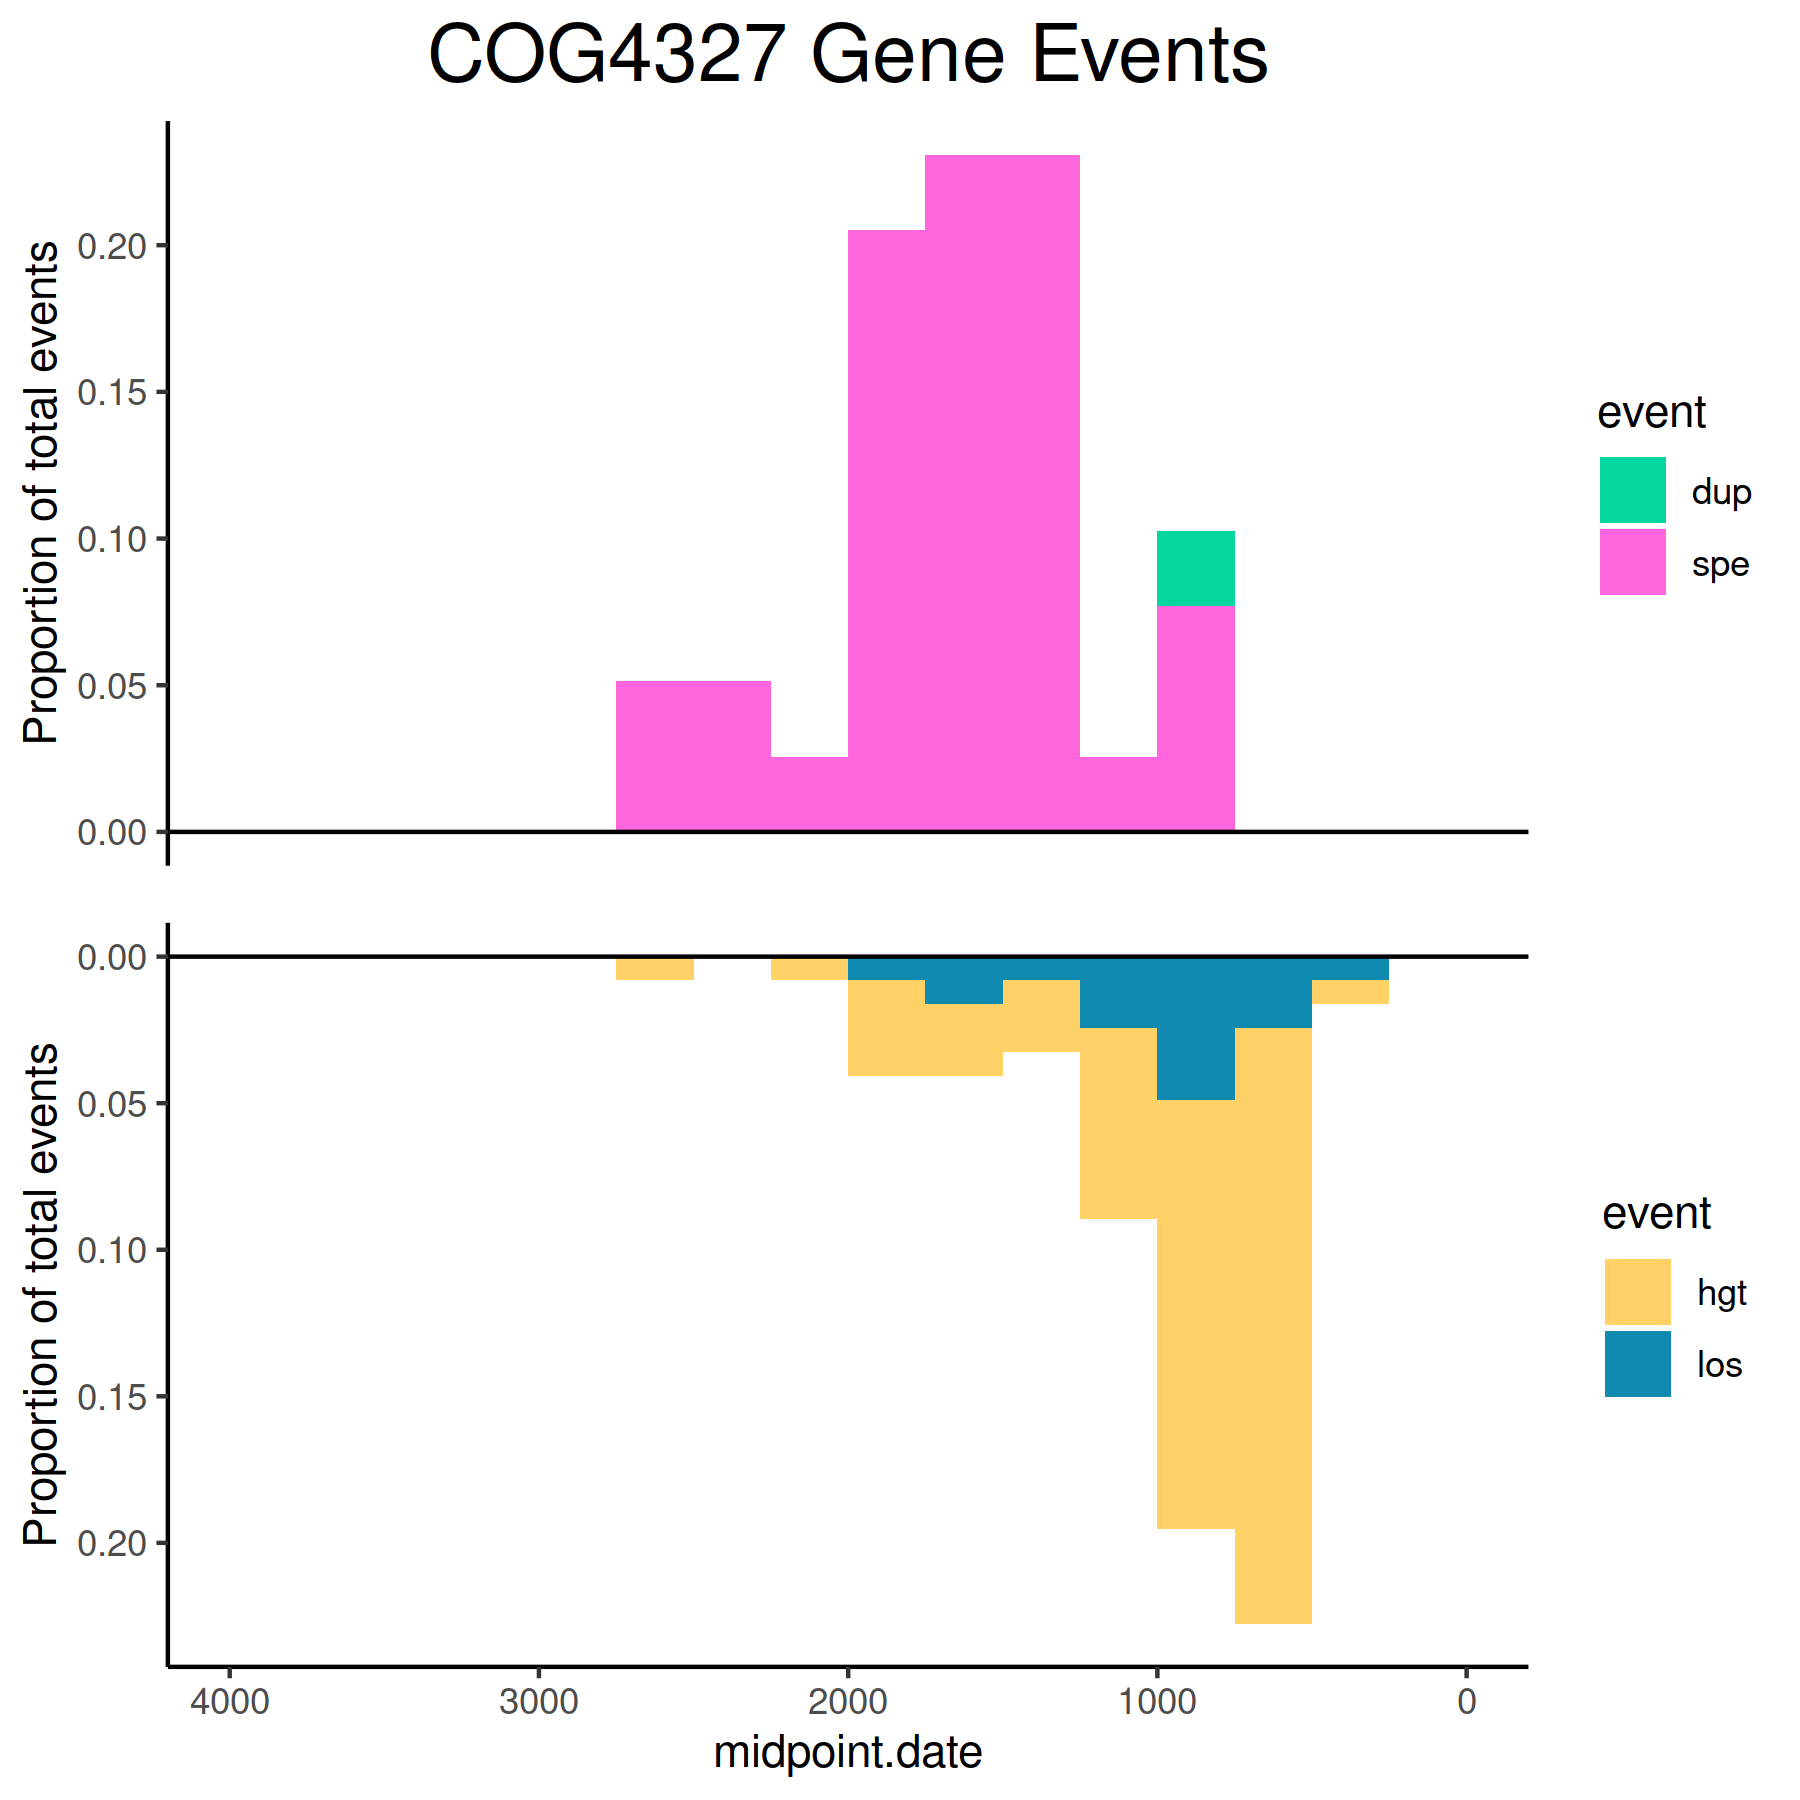 COG4327 Gene Events
Proportion of total events
0.20
0.15
0.10
0.05
0.00
event
dup
spe
Proportion of total events
0.00
0.05
0.10
0.15
0.20
event
hgt
los
4000 3000 2000 1000 0
midpoint.date